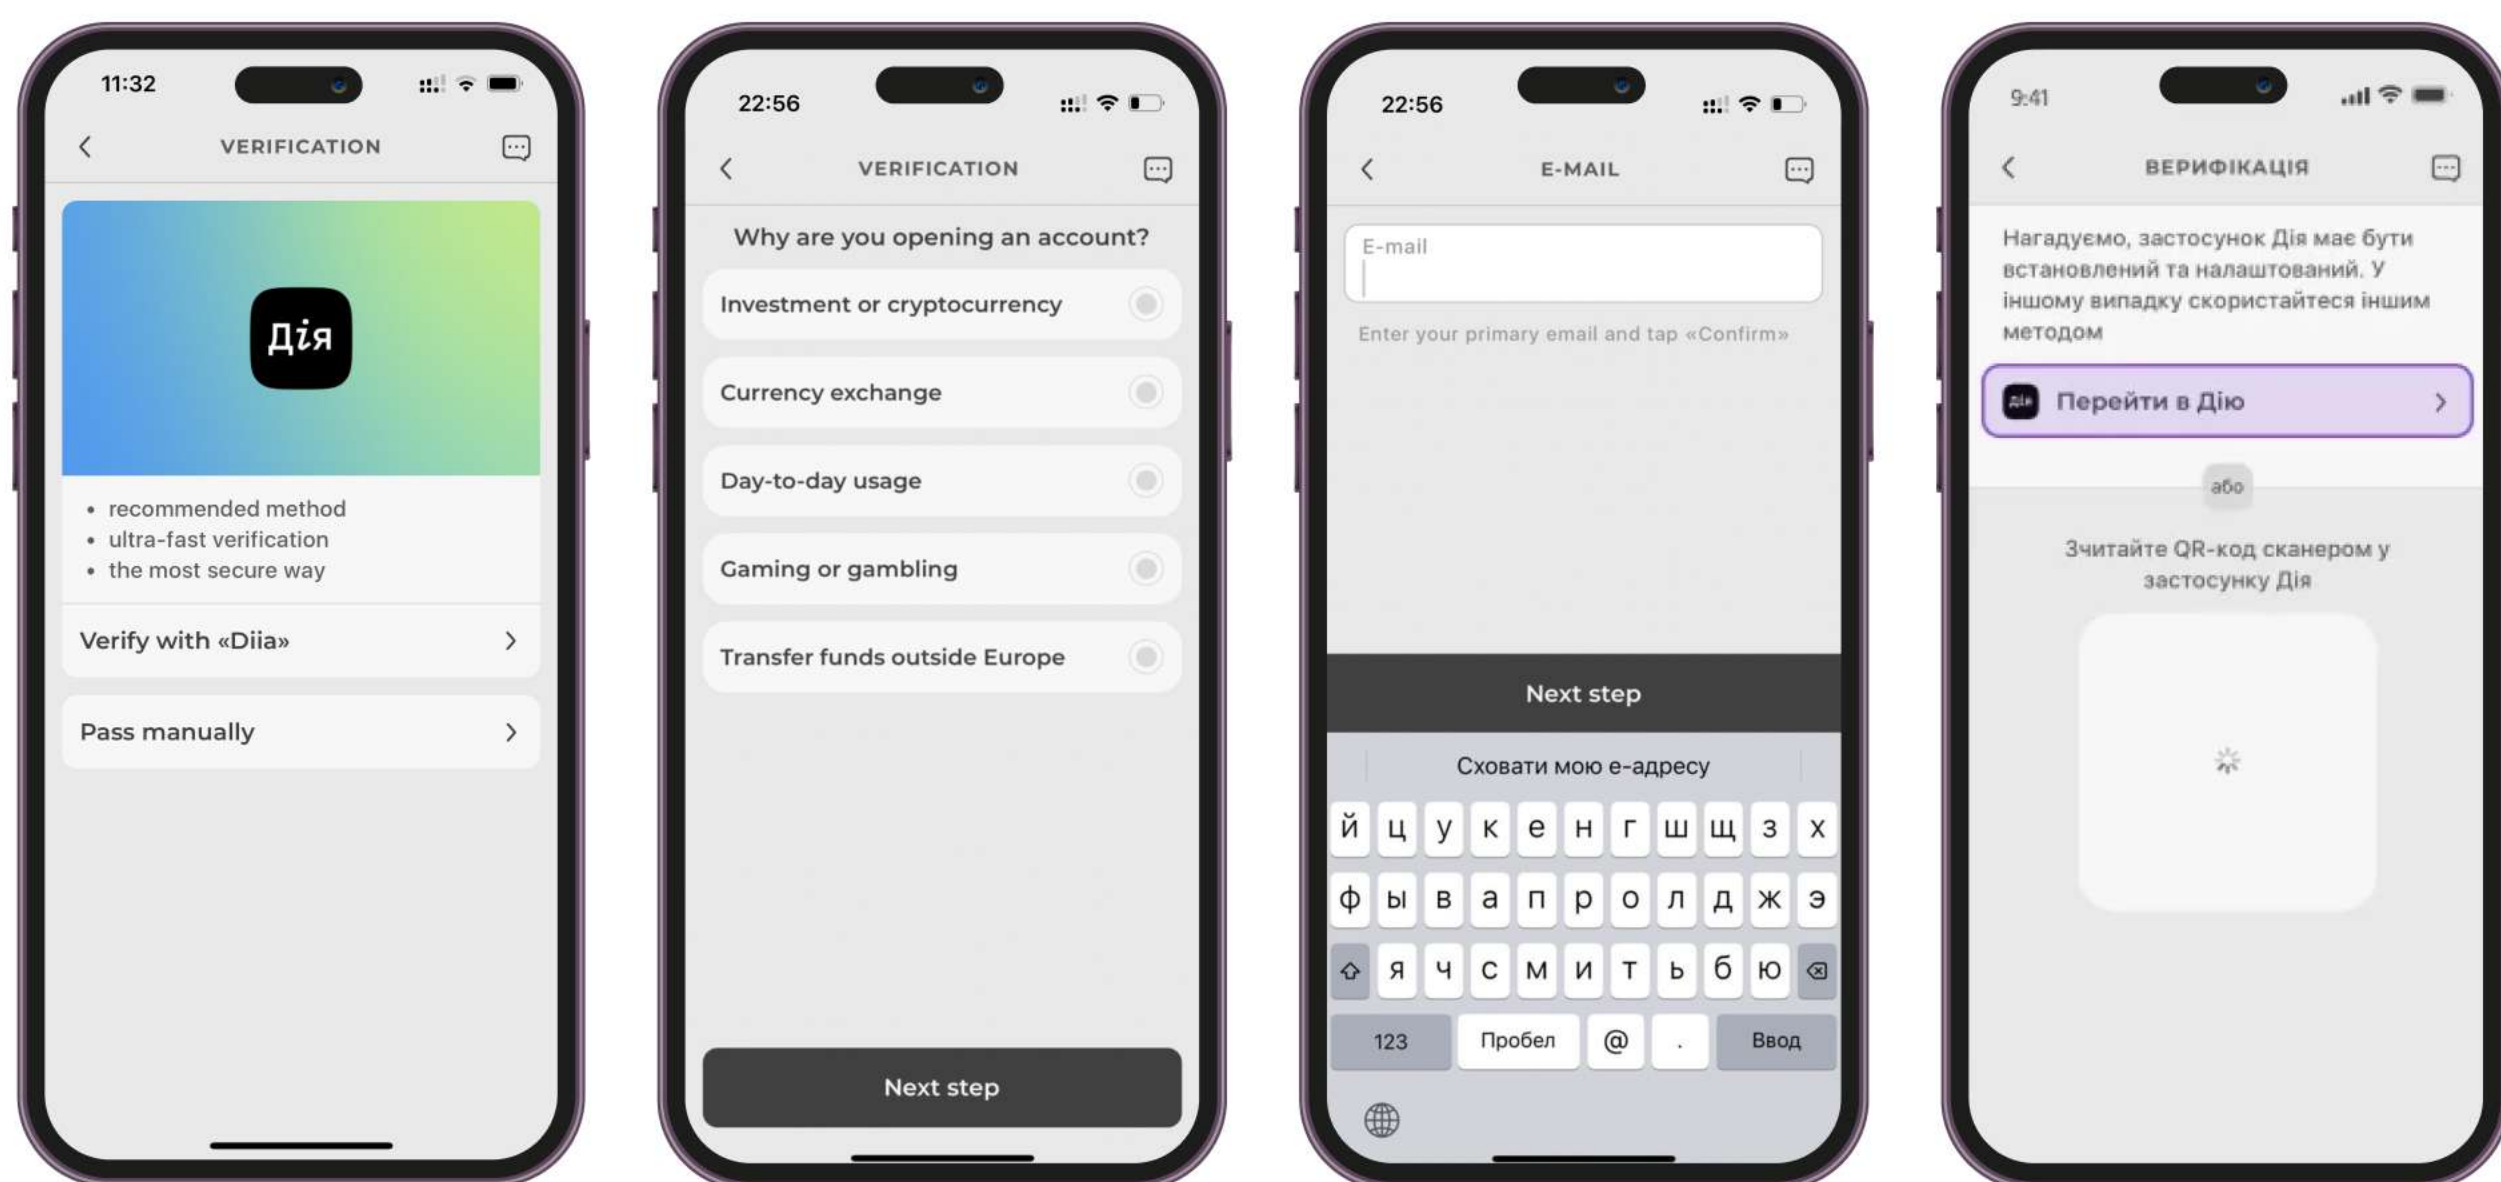 11:32
VERIFICATION
Дія
• recommended method
• ultra-fast verification
• the most secure way
Verify with «Diia»
Pass manually
22:56
VERIFICATION
Why are you opening an account?
Investment or cryptocurrency
Currency exchange
Day-to-day usage
Gaming or gambling
Transfer funds outside Europe
Next step
22:56
E-MAIL
E-mail
Enter your primary email and tap «Confirm»
Next step
Сховати мою е-адресу
й ц у к е н г ш щ з х
ф ы в а п р о л д ж э
я ч с м и т ь б ю
123 Пробел @ . Ввод
9:41
ВЕРИФІКАЦІЯ
Нагадуємо, застосунок Дія має бути
встановлений та налаштований. У
іншому випадку скористайтеся іншим
методом
Дія Перейти в Дію
або
Зчитайте QR-код сканером у
застосунку Дія